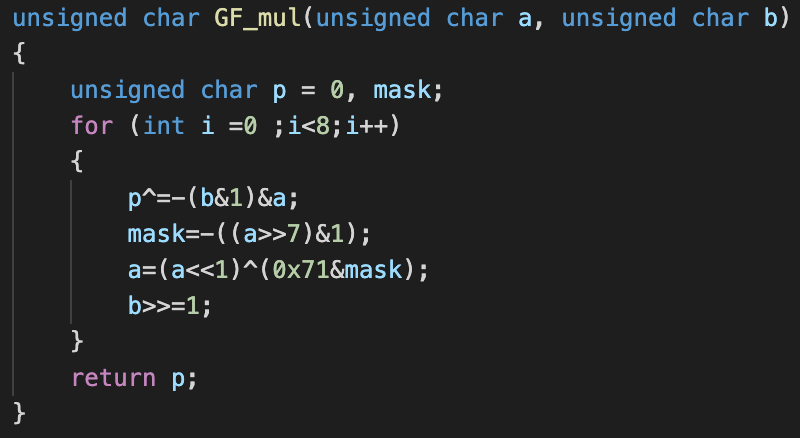 unsigned char GF_mul(unsigned char a, unsigned char b)
{
    unsigned char p = 0, mask;
    for (int i =0 ;i<8;i++)
    {
        p^=-(b&1)&a;
        mask=-((a>>7)&1);
        a=(a<<1)^(0x71&mask);
        b>>=1;
    }
    return p;
}